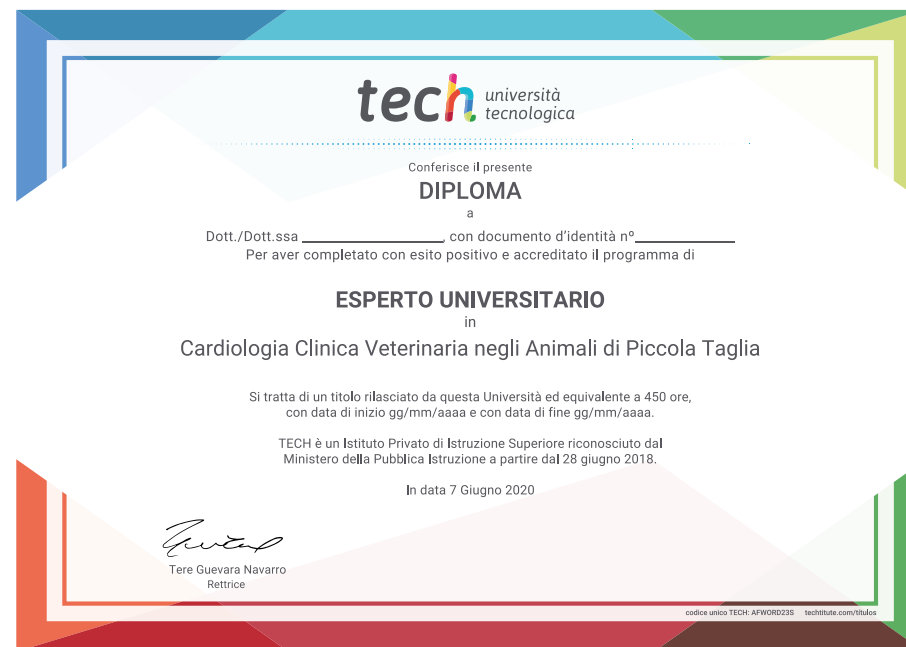 tech università
tecnologica
Conferisce il presente
DIPLOMA
a
Dott./Dott.ssa ____________________, con documento d'identità nº______________
Per aver completato con esito positivo e accreditato il programma di
ESPERTO UNIVERSITARIO
in
Cardiologia Clinica Veterinaria negli Animali di Piccola Taglia
Si tratta di un titolo rilasciato da questa Università ed equivalente a 450 ore,
con data di inizio gg/mm/aaaa e con data di fine gg/mm/aaaa.
TECH è un Istituto Privato di Istruzione Superiore riconosciuto dal
Ministero della Pubblica Istruzione a partire dal 28 giugno 2018.
In data 7 Giugno 2020
Tere Guevara Navarro
Rettrice
codice unico TECH: AFWORD23S techtitute.com/titulos